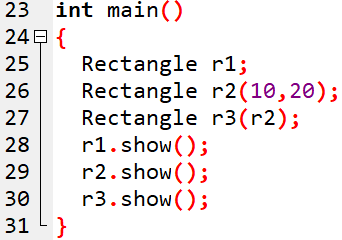 23 int main()
24 {
25   Rectangle r1;
26   Rectangle r2(10,20);
27   Rectangle r3(r2);
28   r1.show();
29   r2.show();
30   r3.show();
31 }